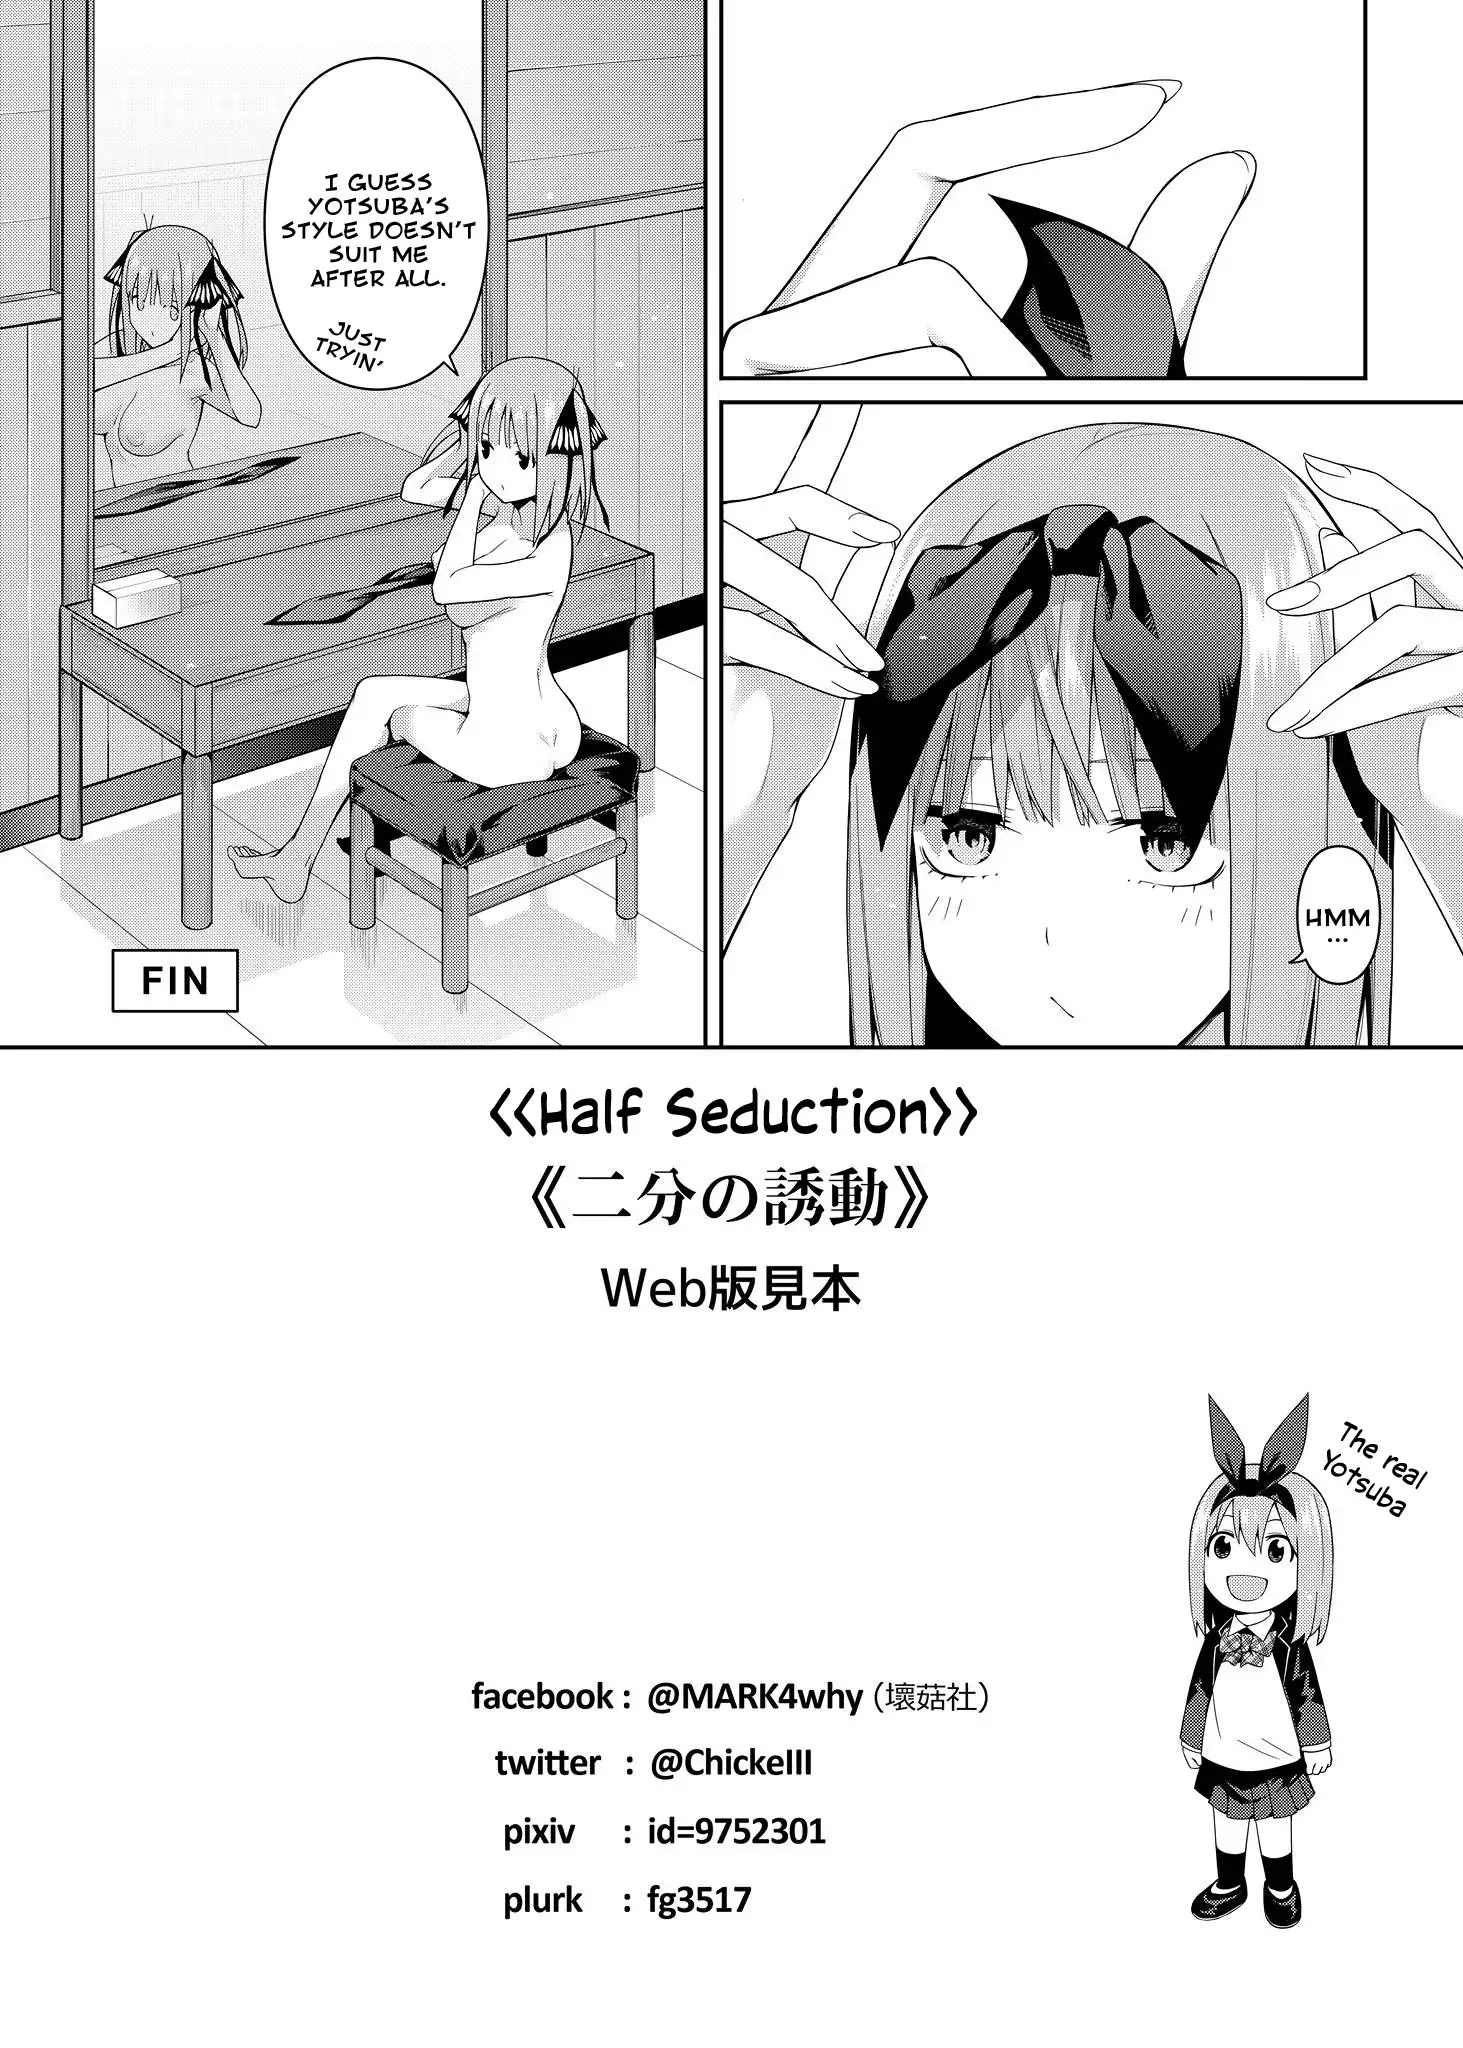 HMM
...
I GUESS
YOTSUBA'S
STYLE DOESN'T
SUIT ME
AFTER ALL.
JUST
TRYIN'
FIN
<<Half Seduction>>
《二分の誘動》
Web版見本
The real
Yotsuba
facebook : @MARK4why (壞菇社)
twitter : @ChickeIII
pixiv : id=9752301
plurk : fg3517